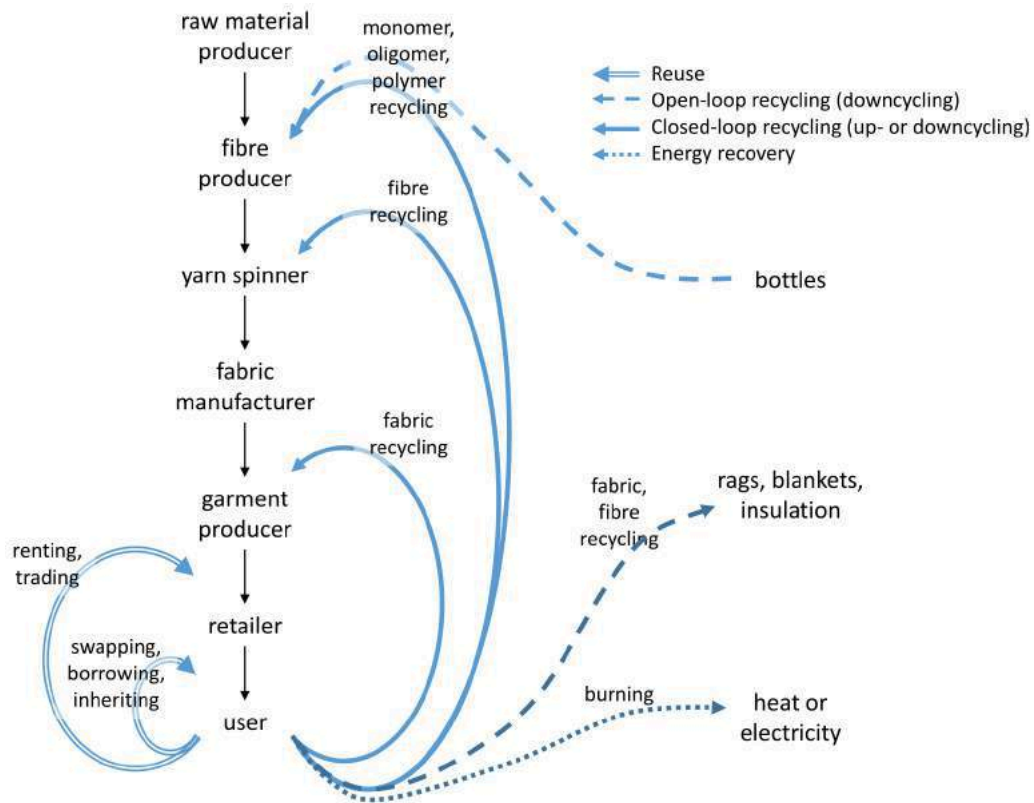 raw material
producer
monomer,
oligomer,
polymer
recycling
Reuse
Open-loop recycling (downcycling)
Closed-loop recycling (up- or downcycling)
Energy recovery
fibre
producer
fibre
recycling
yarn spinner
bottles
fabric
manufacturer
fabric
recycling
garment
producer
fabric,
fibre
recycling
rags, blankets,
insulation
renting,
trading
retailer
swapping,
borrowing,
inheriting
user
burning
heat or
electricity